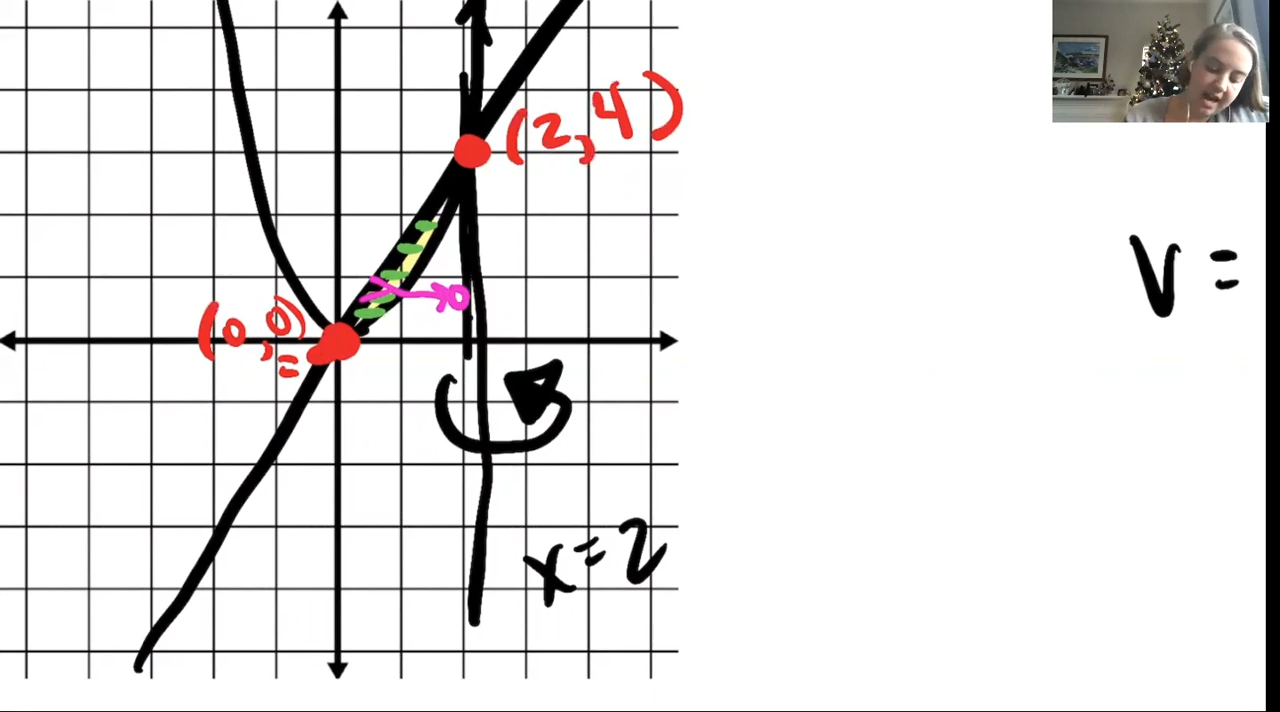 (2,4)
V=
(0,0)
x=2